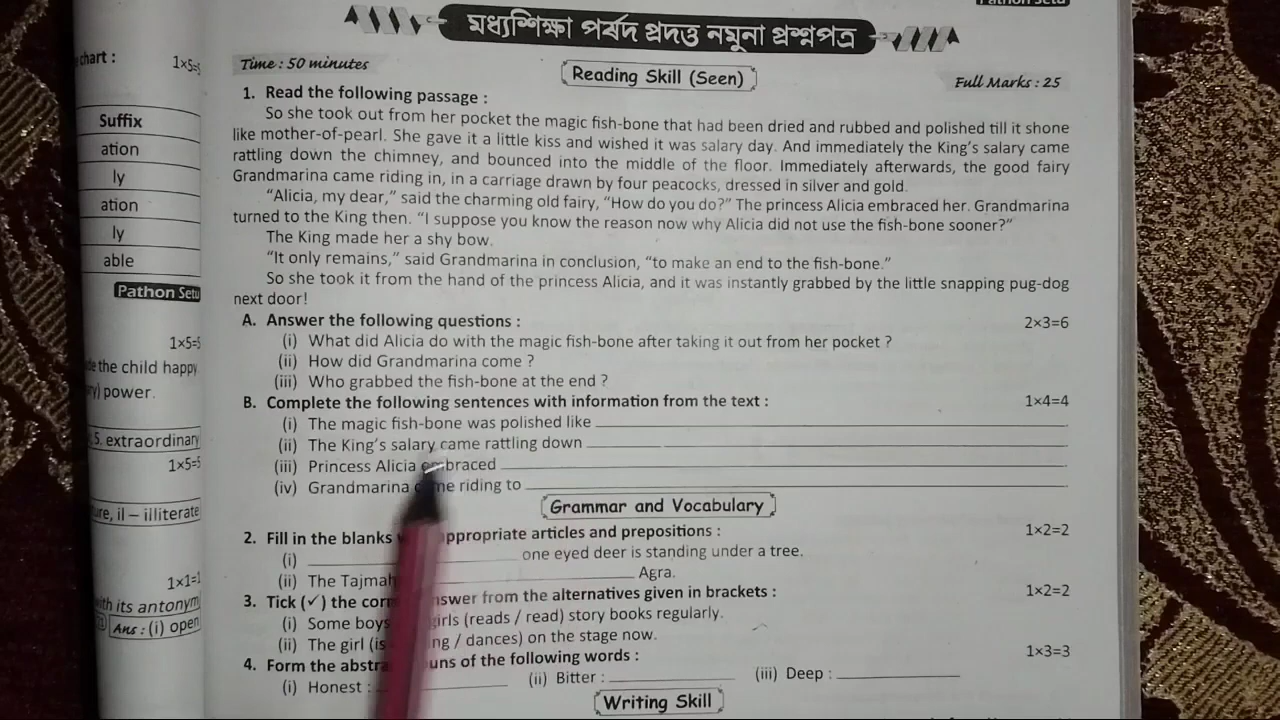 chart :
1×5=5
Suffix
ation
ly
ation
ly
able
Pathon Setu
1×5=5
the child happy
power.
5. extraordinary
1×5=5
il – illiterate
1×1=1
with its antonym
Ans : (i) open
মধ্যশিক্ষা পর্ষদ প্রদত্ত নমুনা প্রশ্নপত্র
Time : 50 minutes
Reading Skill (Seen)
Full Marks : 25
1. Read the following passage :
So she took out from her pocket the magic fish-bone that had been dried and rubbed and polished till it shone
like mother-of-pearl. She gave it a little kiss and wished it was salary day. And immediately the King's salary came
rattling down the chimney, and bounced into the middle of the floor. Immediately afterwards, the good fairy
Grandmarina came riding in, in a carriage drawn by four peacocks, dressed in silver and gold.
“Alicia, my dear,” said the charming old fairy, “How do you do?” The princess Alicia embraced her. Grandmarina
turned to the King then. “I suppose you know the reason now why Alicia did not use the fish-bone sooner?”
The King made her a shy bow.
“It only remains,” said Grandmarina in conclusion, “to make an end to the fish-bone.”
So she took it from the hand of the princess Alicia, and it was instantly grabbed by the little snapping pug-dog
next door!
A. Answer the following questions : 2×3=6
(i) What did Alicia do with the magic fish-bone after taking it out from her pocket ?
(ii) How did Grandmarina come ?
(iii) Who grabbed the fish-bone at the end ?
B. Complete the following sentences with information from the text : 1×4=4
(i) The magic fish-bone was polished like ____.
(ii) The King's salary came rattling down ____.
(iii) Princess Alicia embraced ____.
(iv) Grandmarina came riding to ____.
Grammar and Vocabulary
2. Fill in the blanks appropriate articles and prepositions : 1×2=2
(i) ____ one eyed deer is standing under a tree.
(ii) The ____ Agra.
3. Tick (✓) the answer from the alternatives given in brackets : 1×2=2
(i) Some boys girls (reads / read) story books regularly.
(ii) The girl (is / dances) on the stage now.
4. Form the of the following words : 1×3=3
(i) Honest : ____ (ii) Bitter : ____ (iii) Deep : ____
Writing Skill